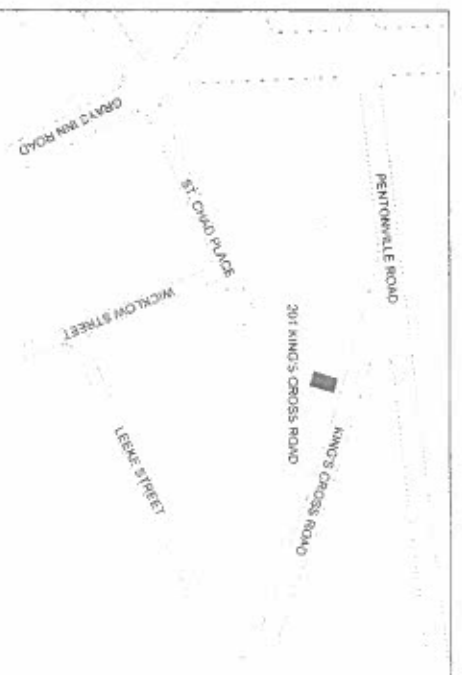 GRAYS INN ROAD
ST. CHAD PLACE
PENTONVILLE ROAD
WICKLOW STREET
201 KING'S CROSS ROAD
KING'S CROSS ROAD
LEEKE STREET